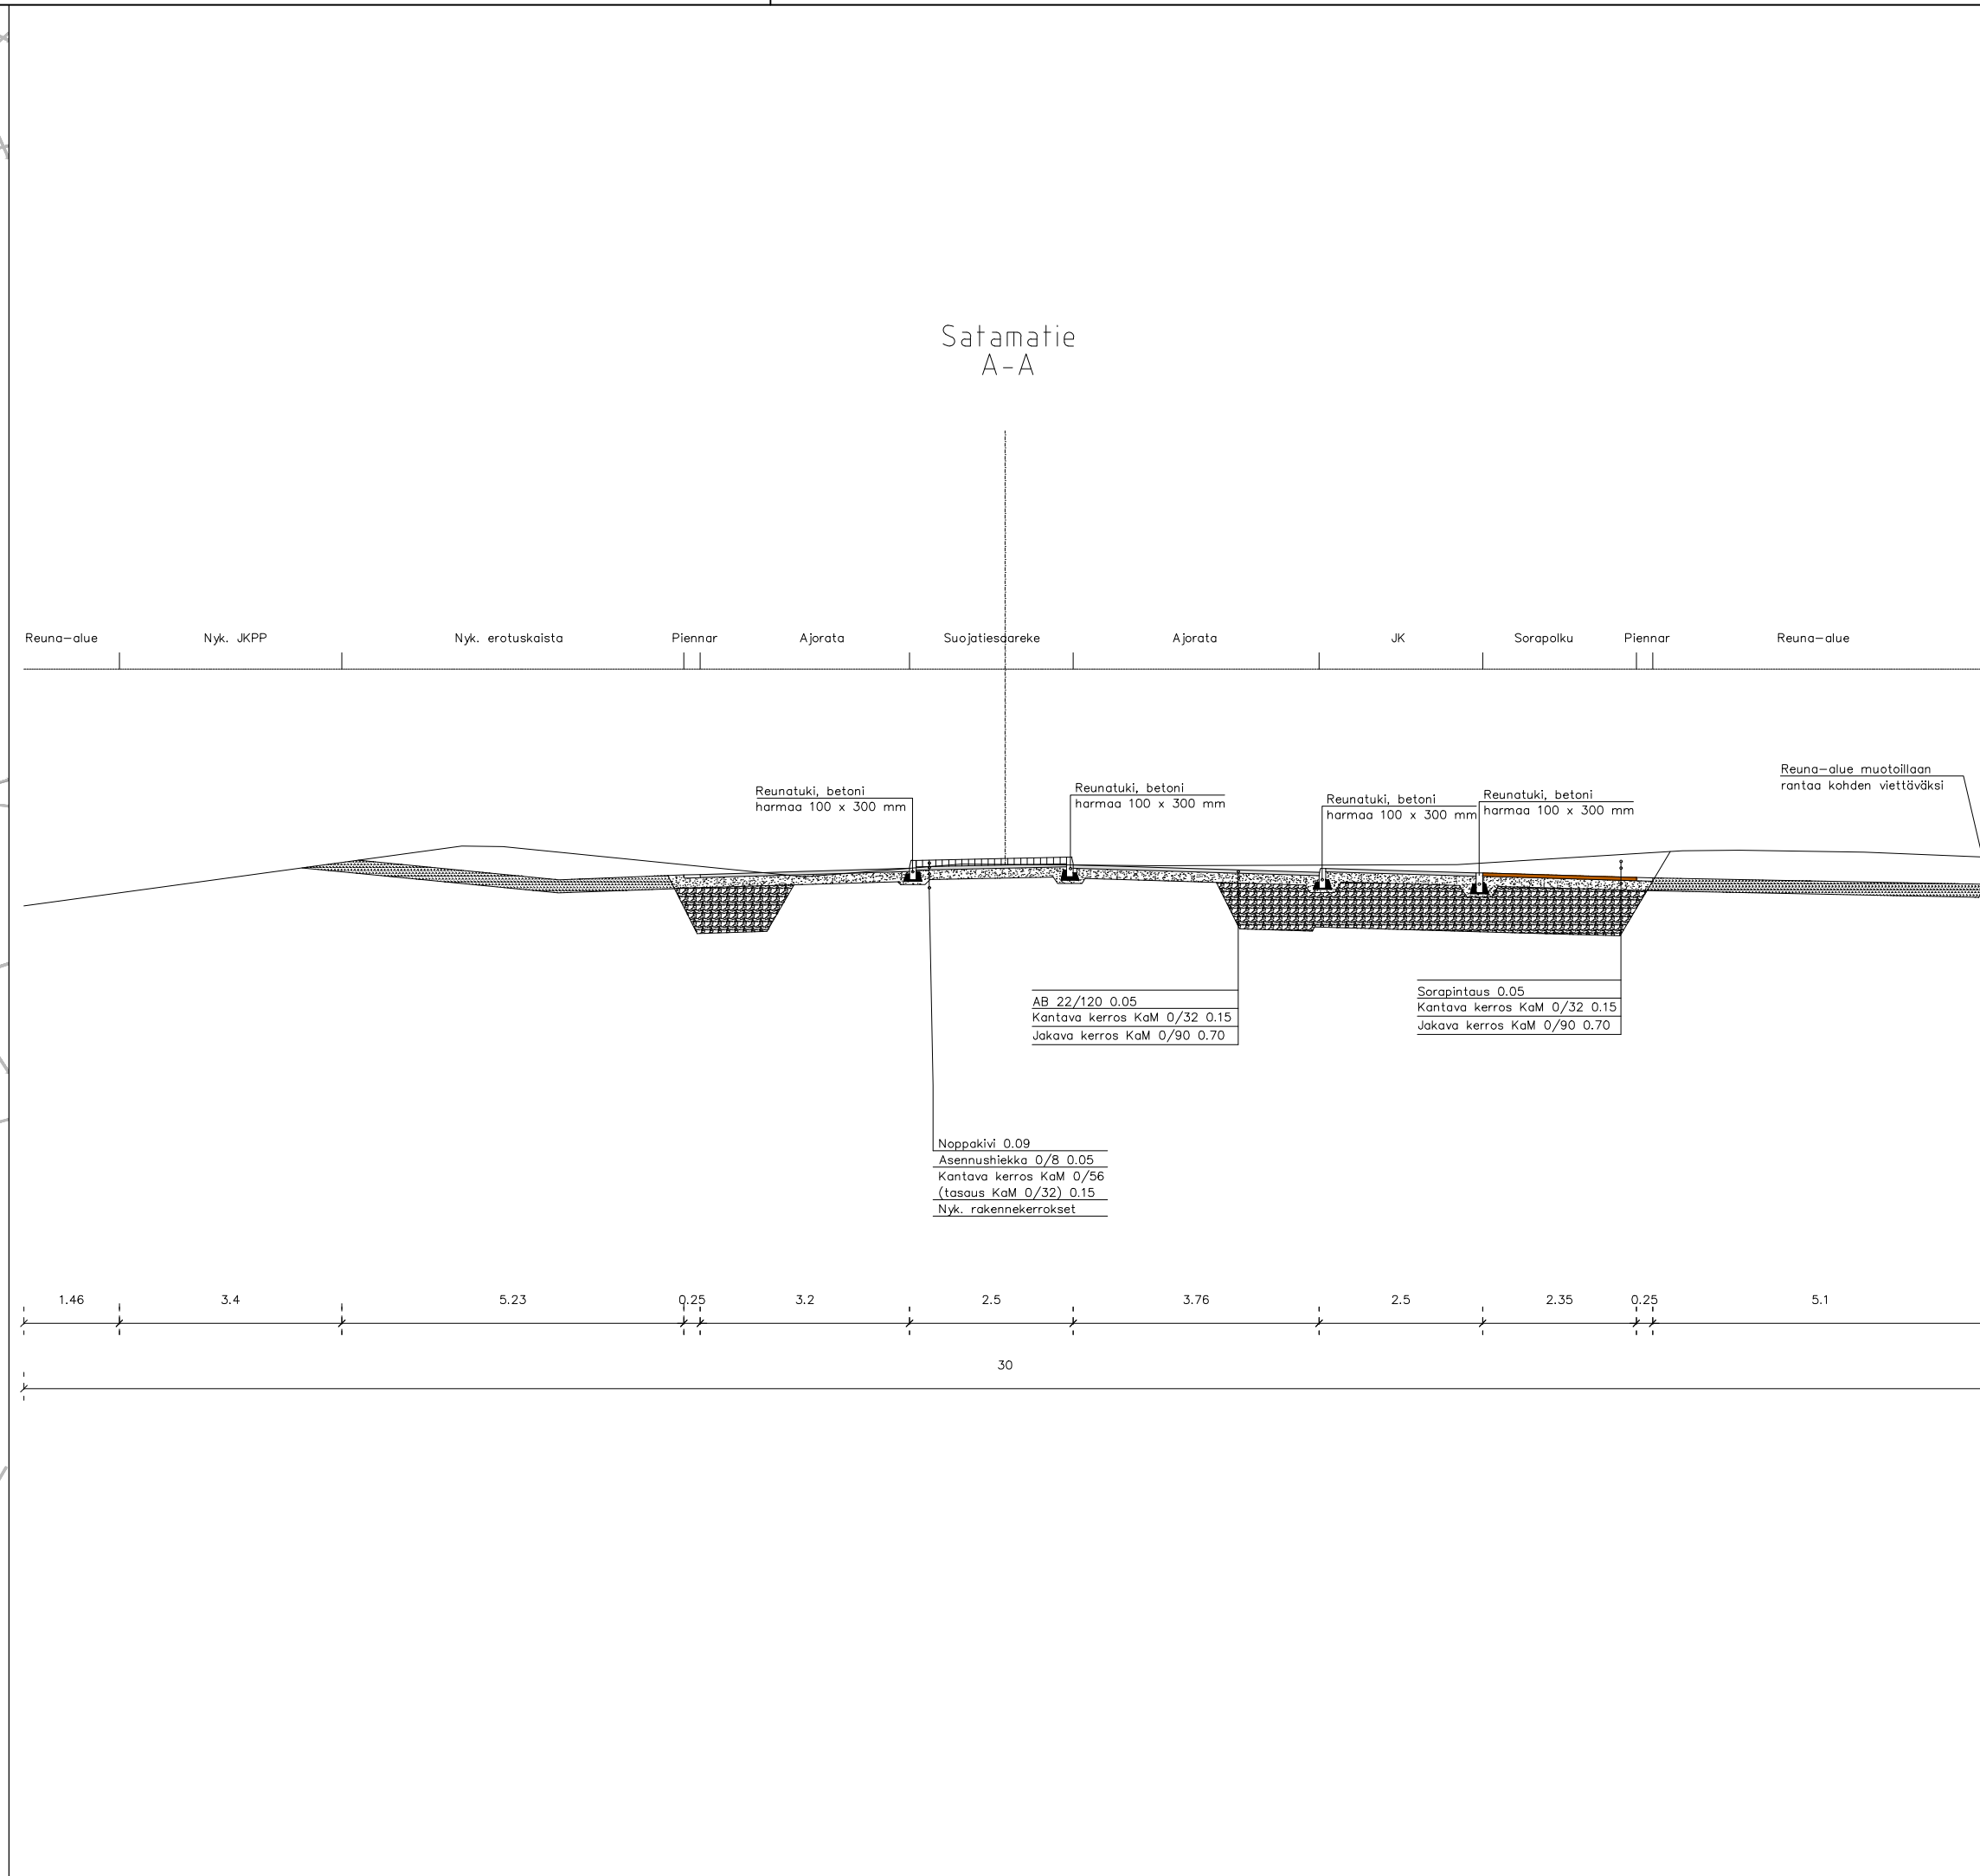 Satamatie
A-A
Reuna-alue Nyk. JKPP Nyk. erotuskaista Piennar Ajorata Suojatiesaareke Ajorata JK Sorapolku Piennar Reuna-alue
Reuna-alue muotoillaan
rantaa kohden viettäväksi
Reunatuki, betoni
harmaa 100 x 300 mm
Reunatuki, betoni
harmaa 100 x 300 mm
Reunatuki, betoni
harmaa 100 x 300 mm
Reunatuki, betoni
harmaa 100 x 300 mm
AB 22/120 0.05
Kantava kerros KaM 0/32 0.15
Jakava kerros KaM 0/90 0.70
Sorapintaus 0.05
Kantava kerros KaM 0/32 0.15
Jakava kerros KaM 0/90 0.70
Noppakivi 0.09
Asennushiekka 0/8 0.05
Kantava kerros KaM 0/56
(tasaus KaM 0/32) 0.15
Nyk. rakennekerrokset
1.46 3.4 5.23 0.25 3.2 2.5 3.76 2.5 2.35 0.25 5.1
30